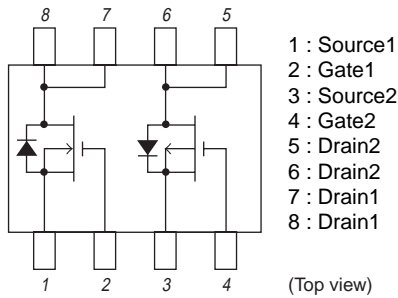 8 7 6 5
1 : Source1
2 : Gate1
3 : Source2
4 : Gate2
5 : Drain2
6 : Drain2
7 : Drain1
8 : Drain1
1 2 3 4
(Top view)